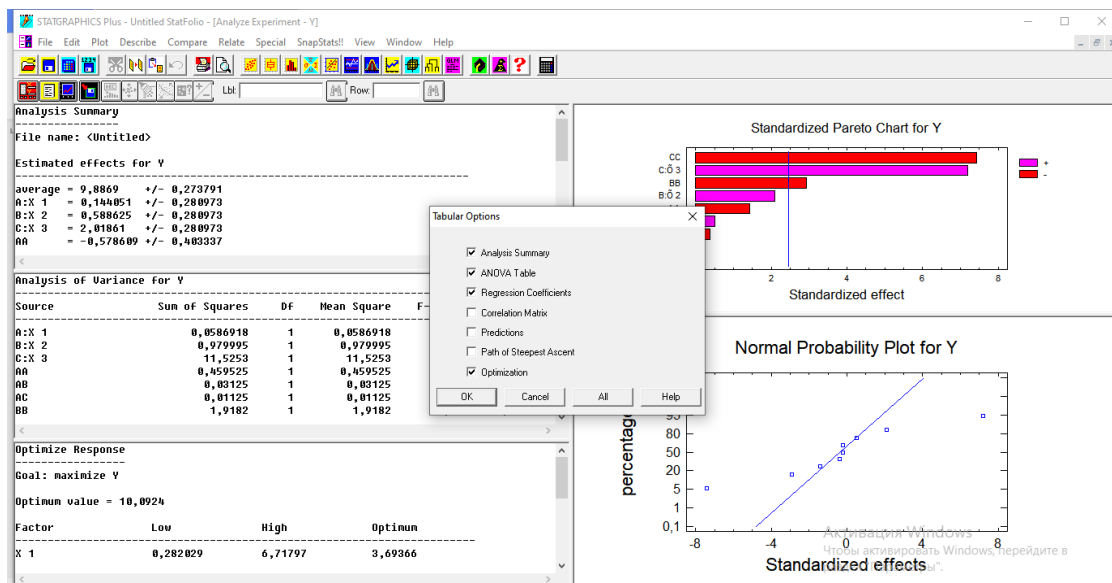 STATGRAPHICS Plus - Untitled StatFolio - [Analyze Experiment - Y]
File Edit Plot Describe Compare Relate Special SnapStats!! View Window Help
Lbl: Row:
Analysis Summary
File name: <Untitled>
Estimated effects for Y
average = 9,8869 +/- 0,273791
A:X 1 = 0,144051 +/- 0,280973
B:X 2 = 0,588625 +/- 0,280973
C:X 3 = 2,01861 +/- 0,280973
AA = -0,578609 +/- 0,403337
Analysis of Variance for Y
Source Sum of Squares Df Mean Square F-
A:X 1 0,0586918 1 0,0586918
B:X 2 0,979995 1 0,979995
C:X 3 11,5253 1 11,5253
AA 0,459525 1 0,459525
AB 0,03125 1 0,03125
AC 0,01125 1 0,01125
BB 1,9182 1 1,9182
Optimize Response
Goal: maximize Y
Optimum value = 10,0924
Factor Low High Optimum
X 1 0,282029 6,71797 3,69366
Tabular Options
Analysis Summary
ANOVA Table
Regression Coefficients
Correlation Matrix
Predictions
Path of Steepest Ascent
Optimization
OK Cancel All Help
Standardized Pareto Chart for Y
CC
C:Õ 3
BB
B:Õ 2
+
-
2 4 6 8
Standardized effect
Normal Probability Plot for Y
percentage
95
80
50
20
5
1
0,1
-8 -4 0 4 8
Standardized effects
Активация Windows
Чтобы активировать Windows, перейдите в